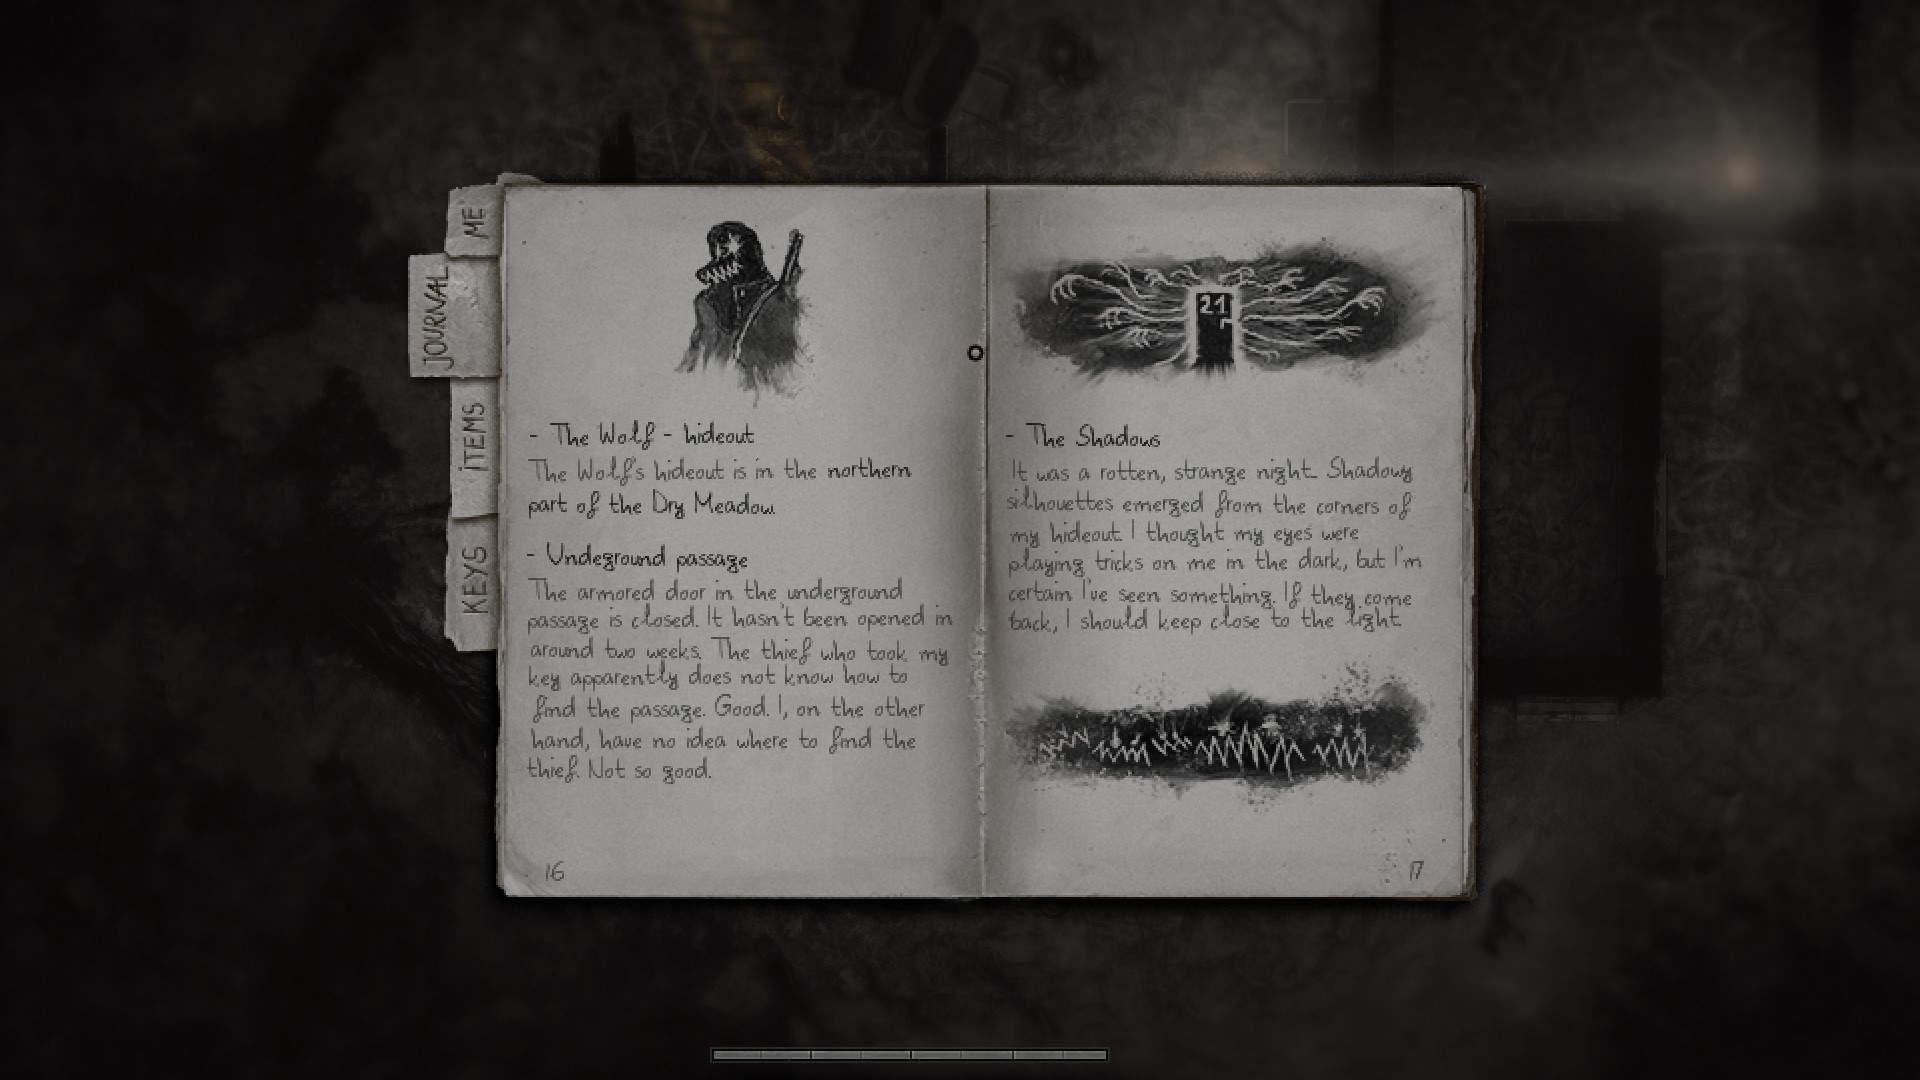 ME
JOURNAL
ITEMS
KEYS
- The Wolf - hideout
The Wolf's hideout is in the northern
part of the Dry Meadow.
- Undeground passage
The armored door in the underground
passage is closed. It hasn't been opened in
around two weeks. The thief who took my
key apparently does not know how to
find the passage. Good. I, on the other
hand, have no idea where to find the
thief. Not so good.
16
21
- The Shadows
It was a rotten, strange night. Shadowy
silhouettes emerged from the corners of
my hideout. I thought my eyes were
playing tricks on me in the dark, but I'm
certain I've seen something. If they come
back, I should keep close to the light.
17